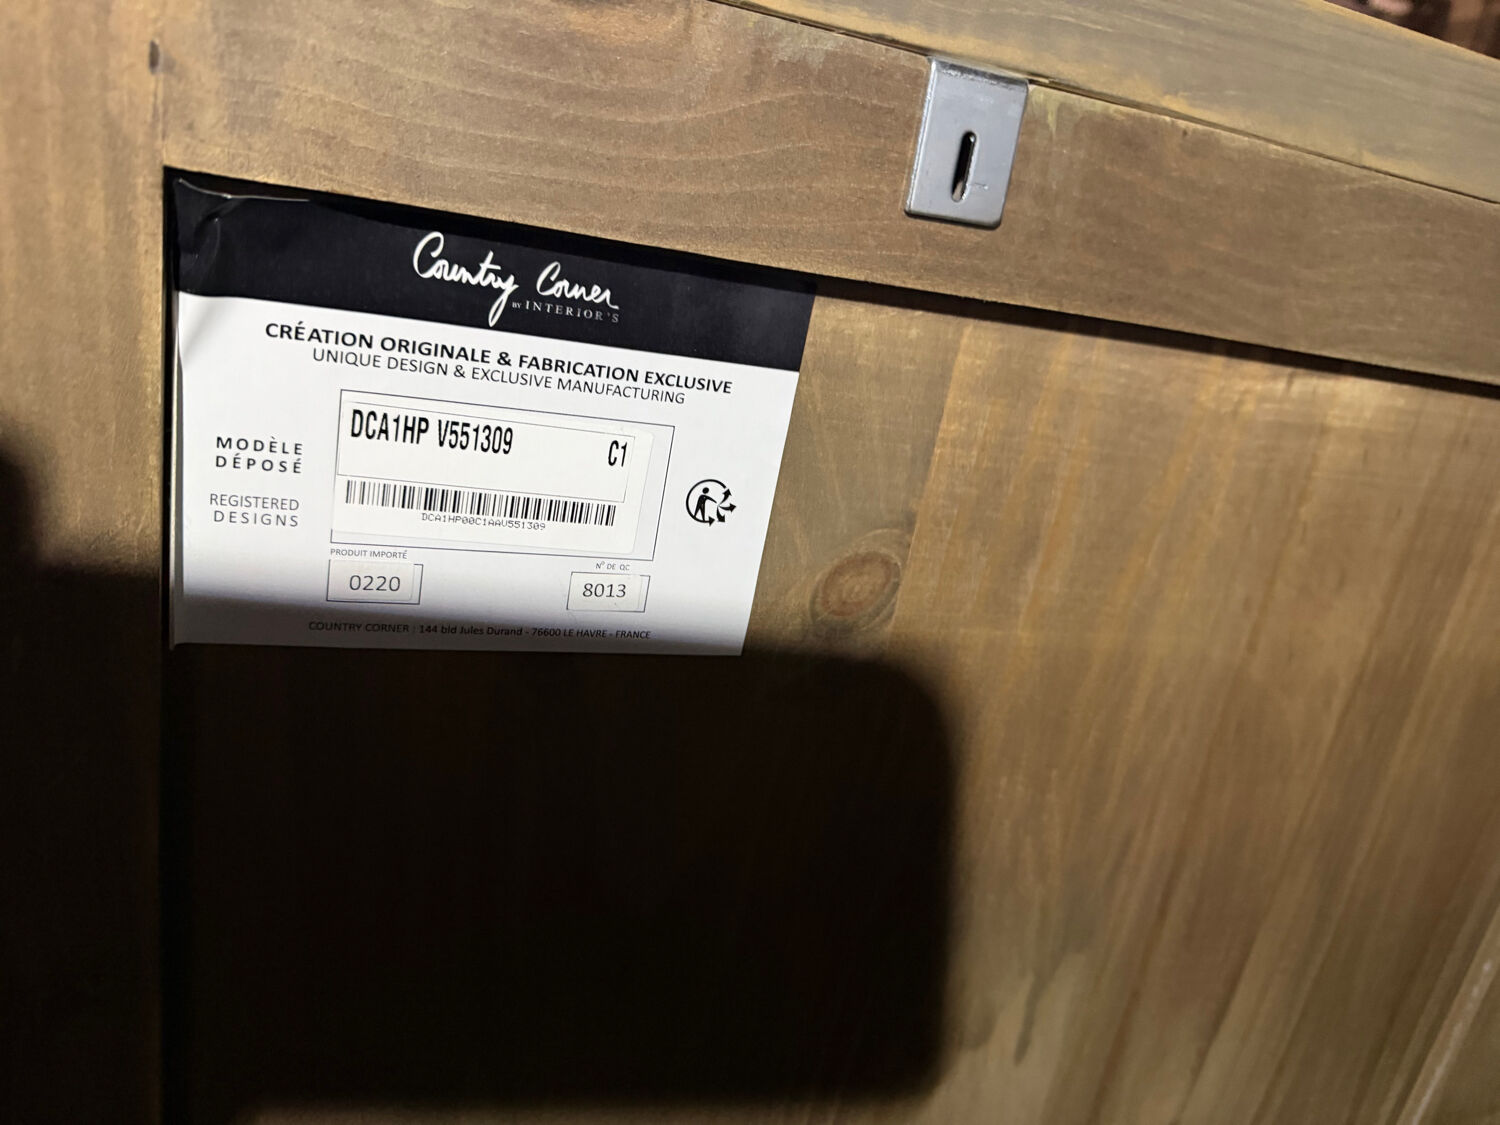 Country Corner
BY INTERIOR'S
CRÉATION ORIGINALE & FABRICATION EXCLUSIVE
UNIQUE DESIGN & EXCLUSIVE MANUFACTURING
MODÈLE
DÉPOSÉ
REGISTERED
DESIGNS
DCA1HP V551309 C1
DCA1HP00C1AAV551309
PRODUIT IMPORTÉ
0220
N° DE QC
8013
COUNTRY CORNER : 144 bld Jules Durand - 76600 LE HAVRE - FRANCE